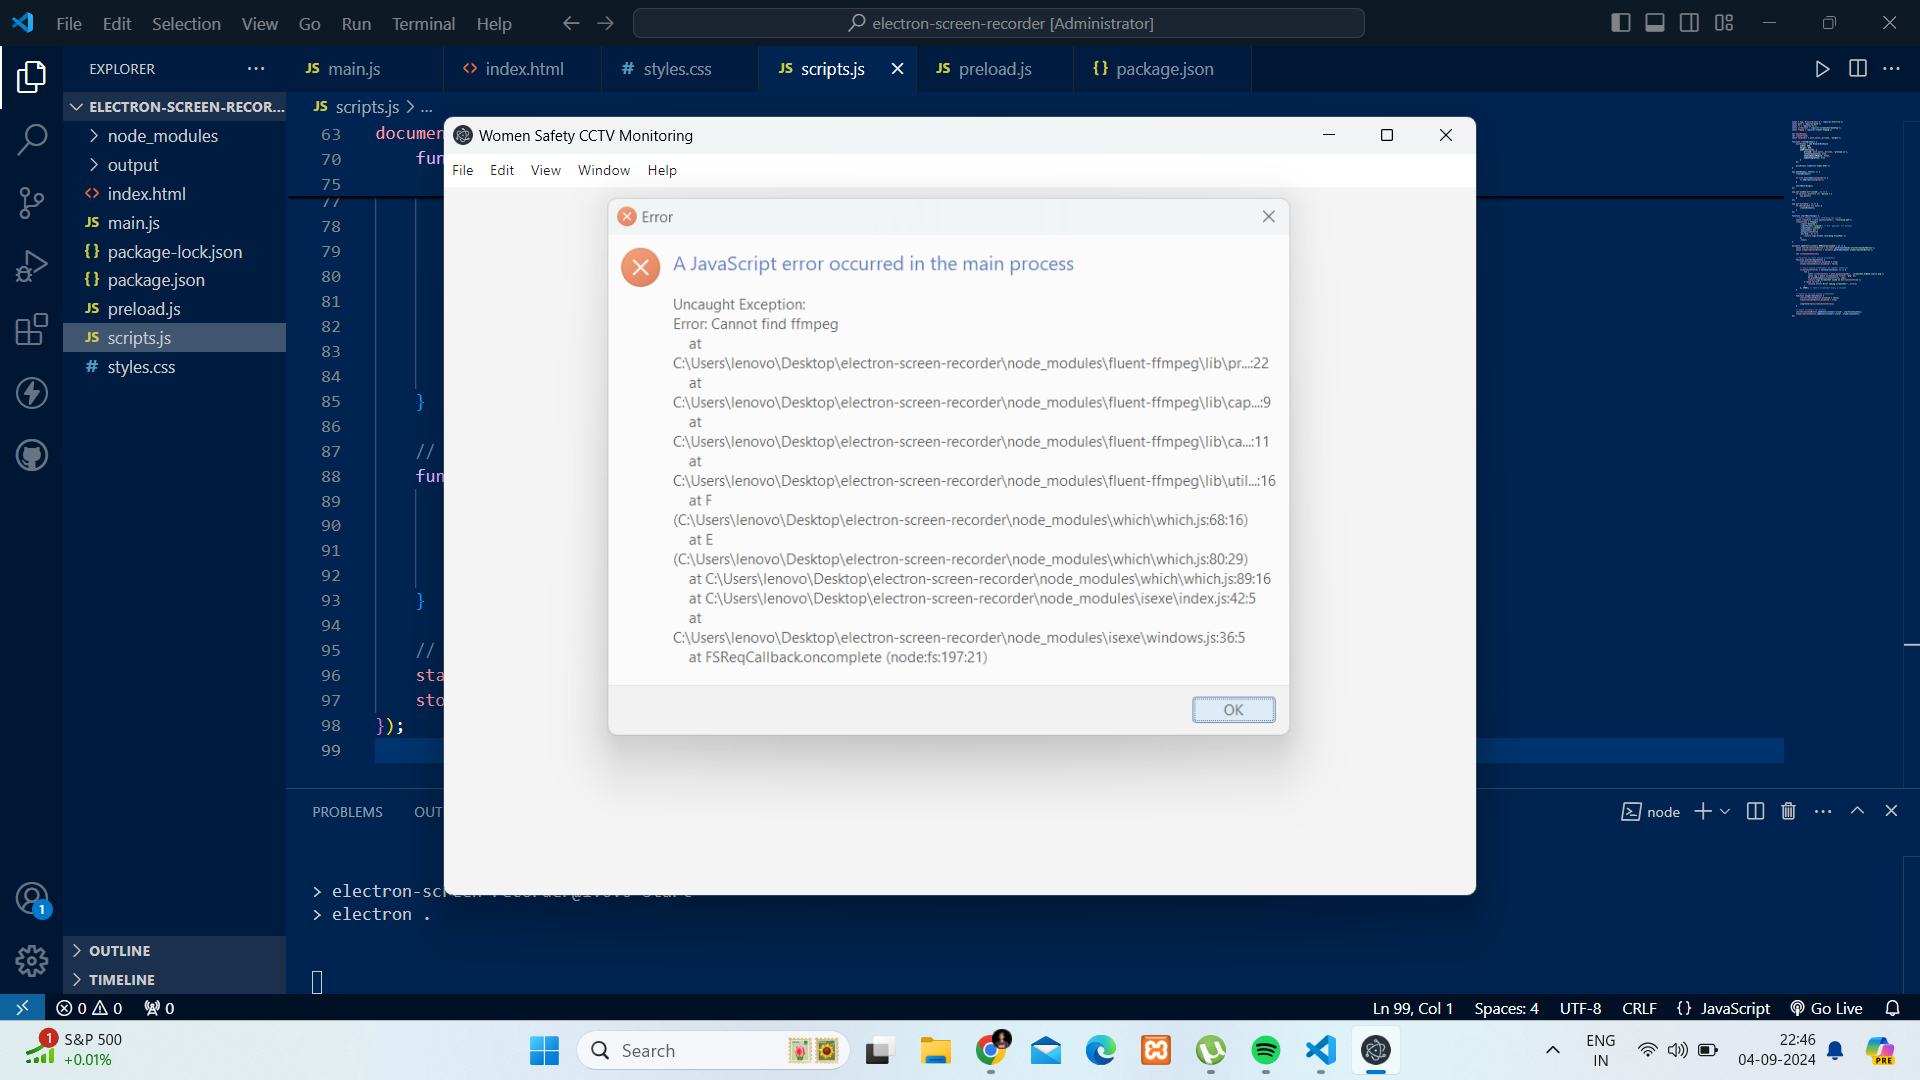 File Edit Selection View Go Run Terminal Help
electron-screen-recorder [Administrator]
EXPLORER
JS main.js
<> index.html
# styles.css
JS scripts.js
JS preload.js
{} package.json
ELECTRON-SCREEN-RECOR...
node_modules
output
<> index.html
JS main.js
{} package-lock.json
{} package.json
JS preload.js
JS scripts.js
# styles.css
JS scripts.js > ...
63 documen
70 fun
75
77
78
79
80
81
82
83
84
85 }
86
87 //
88 fun
89
90
91
92
93 }
94
95 //
96 sta
97 sto
98 });
99
Women Safety CCTV Monitoring
File Edit View Window Help
Error
A JavaScript error occurred in the main process
Uncaught Exception:
Error: Cannot find ffmpeg
at
C:\Users\lenovo\Desktop\electron-screen-recorder\node_modules\fluent-ffmpeg\lib\pr...:22
at
C:\Users\lenovo\Desktop\electron-screen-recorder\node_modules\fluent-ffmpeg\lib\cap...:9
at
C:\Users\lenovo\Desktop\electron-screen-recorder\node_modules\fluent-ffmpeg\lib\ca...:11
at
C:\Users\lenovo\Desktop\electron-screen-recorder\node_modules\fluent-ffmpeg\lib\util...:16
at F
(C:\Users\lenovo\Desktop\electron-screen-recorder\node_modules\which\which.js:68:16)
at E
(C:\Users\lenovo\Desktop\electron-screen-recorder\node_modules\which\which.js:80:29)
at C:\Users\lenovo\Desktop\electron-screen-recorder\node_modules\which\which.js:89:16
at C:\Users\lenovo\Desktop\electron-screen-recorder\node_modules\isexe\index.js:42:5
at
C:\Users\lenovo\Desktop\electron-screen-recorder\node_modules\isexe\windows.js:36:5
at FSReqCallback.oncomplete (node:fs:197:21)
OK
PROBLEMS OUT
node
> electron-screen-recorder@1.0.0 start
> electron .
1
OUTLINE
TIMELINE
0 0 0
Ln 99, Col 1 Spaces: 4 UTF-8 CRLF {} JavaScript Go Live
1
S&P 500
+0.01%
Search
ENG
IN
22:46
04-09-2024
PRE